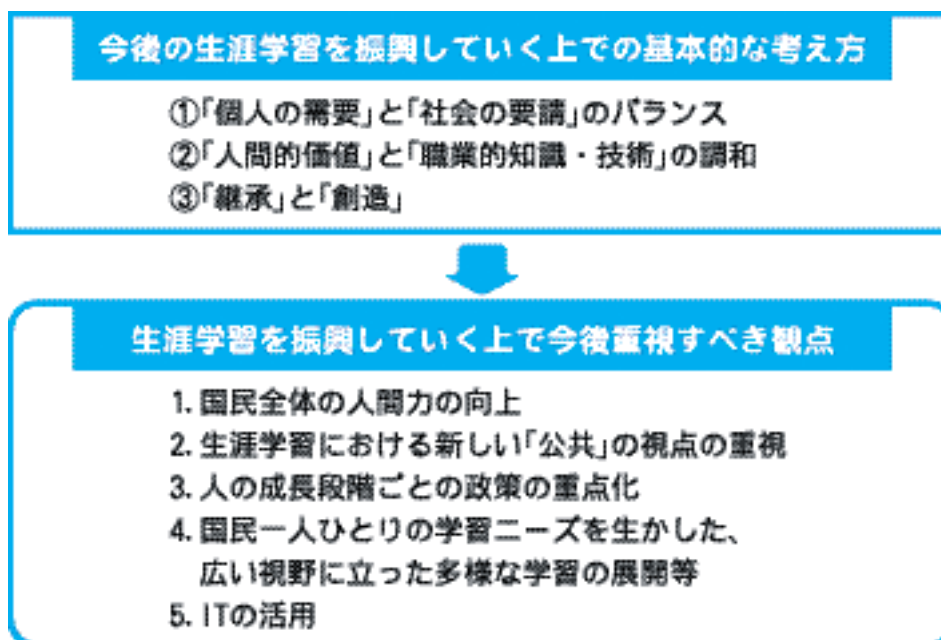 今後の生涯学習を振興していく上での基本的な考え方
①「個人の需要」と「社会の要請」のバランス
②「人間的価値」と「職業的知識・技術」の調和
③「継承」と「創造」
生涯学習を振興していく上で今後重視すべき観点
1. 国民全体の人間力の向上
2. 生涯学習における新しい「公共」の視点の重視
3. 人の成長段階ごとの政策の重点化
4. 国民一人ひとりの学習ニーズを生かした、
広い視野に立った多様な学習の展開等
5. ITの活用